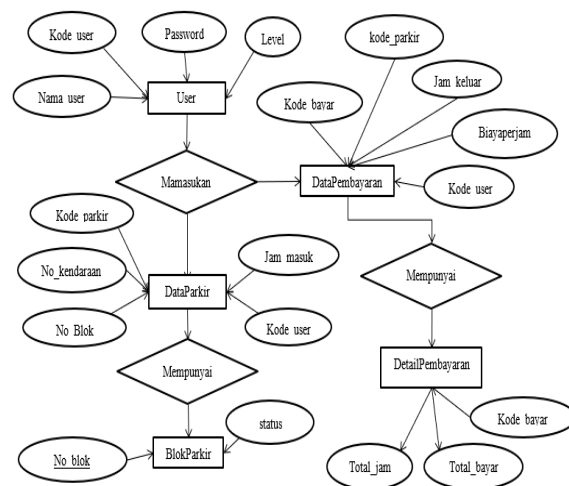 Kode user
Password
Level
Nama user
User
kode_parkir
Jam keluar
Kode bayar
Biayaperjam
Mamasukan
DataPembayaran
Kode user
Kode parkir
No_kendaraan
Jam masuk
DataParkir
Mempunyai
No Blok
Kode user
Mempunyai
DetailPembayaran
status
Kode bayar
No blok
BlokParkir
Total_jam
Total_bayar